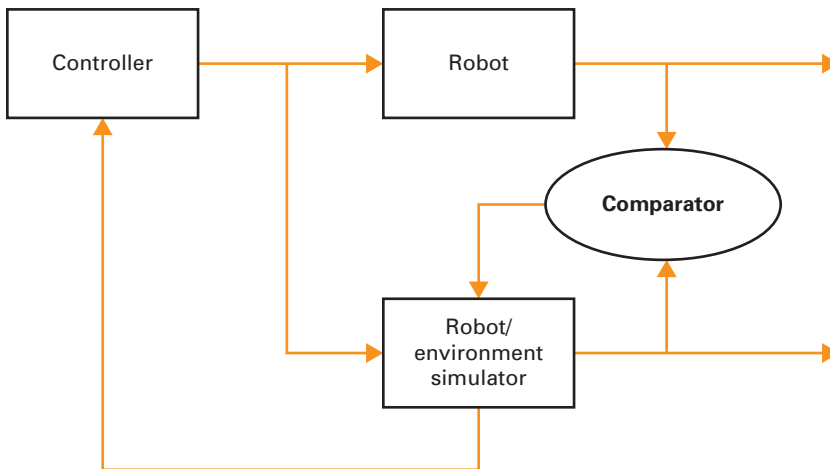 Controller
Robot
Comparator
Robot/
environment
simulator